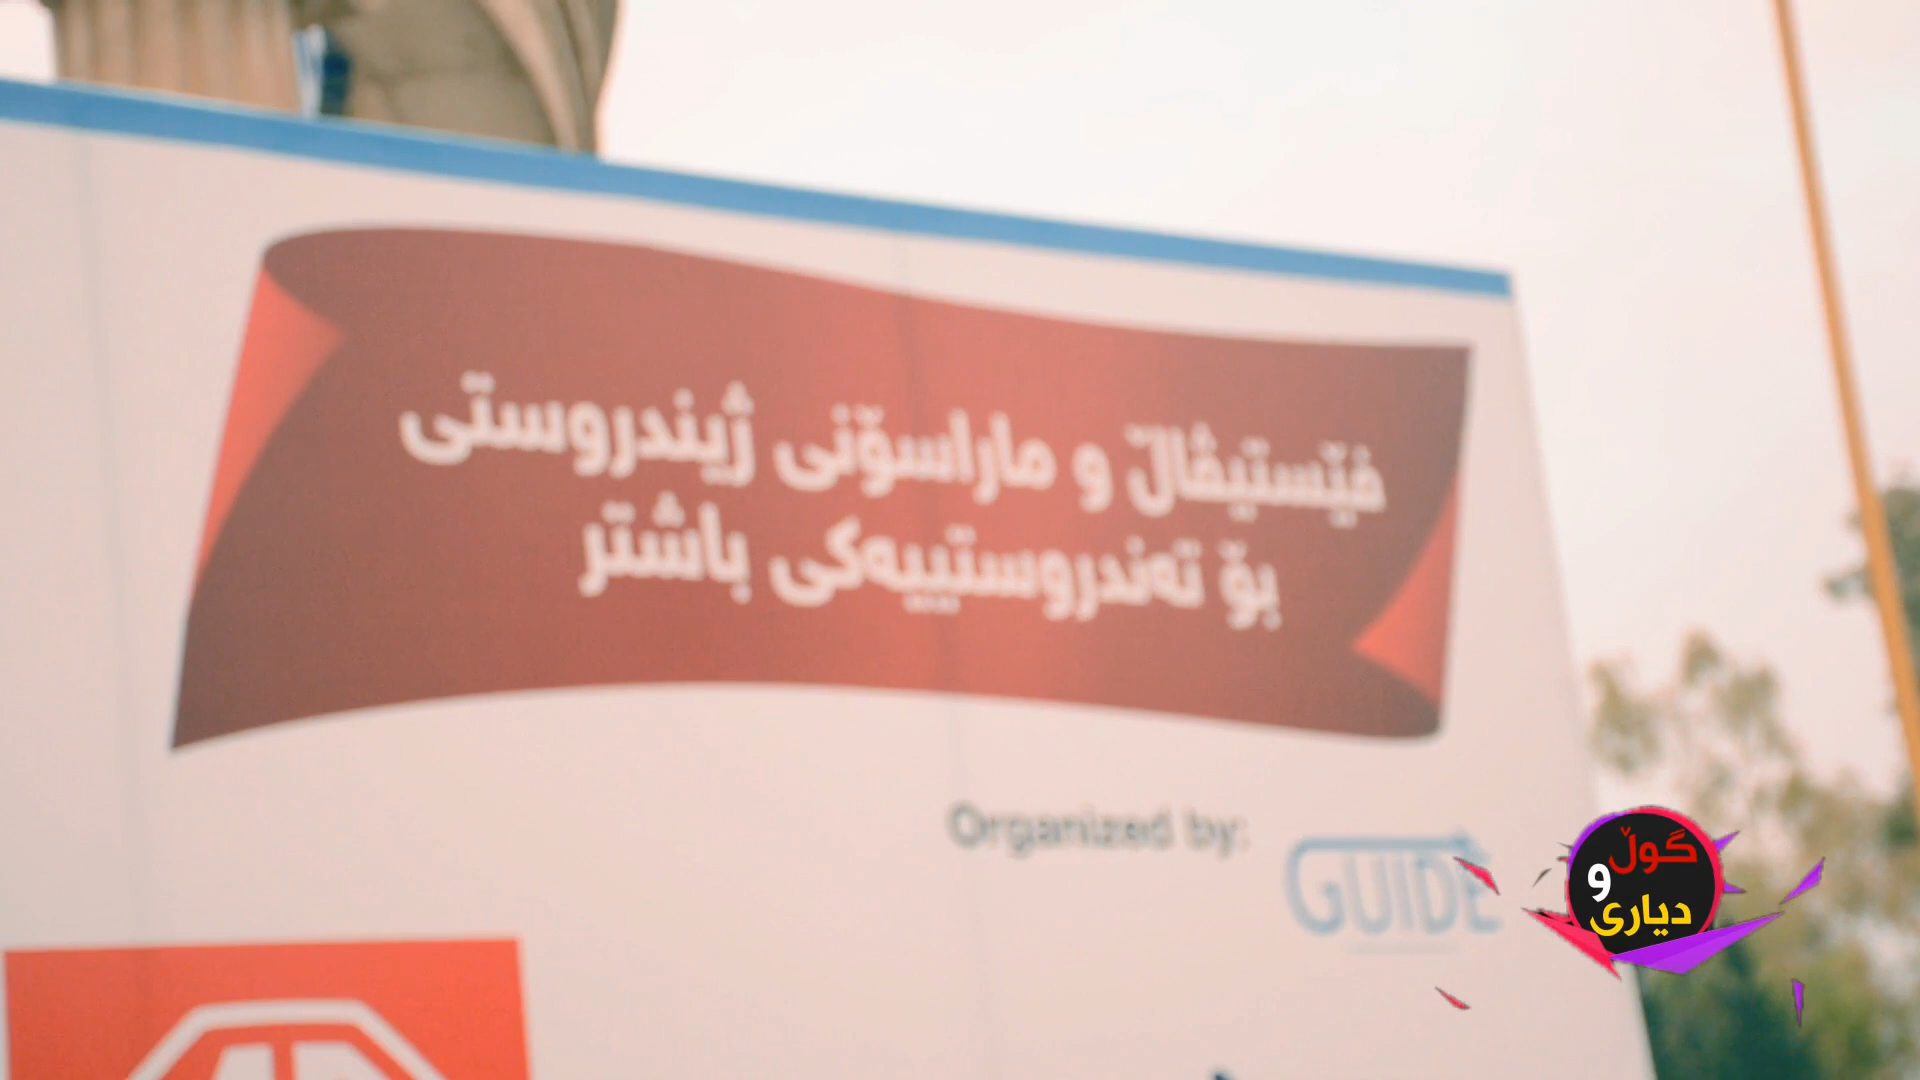 فێستیڤاڵ و ماراسۆنی ژیندروستی
بۆ تەندروستییەکی باشتر
Organized by:
GUIDE
گوڵ
و
دیاری